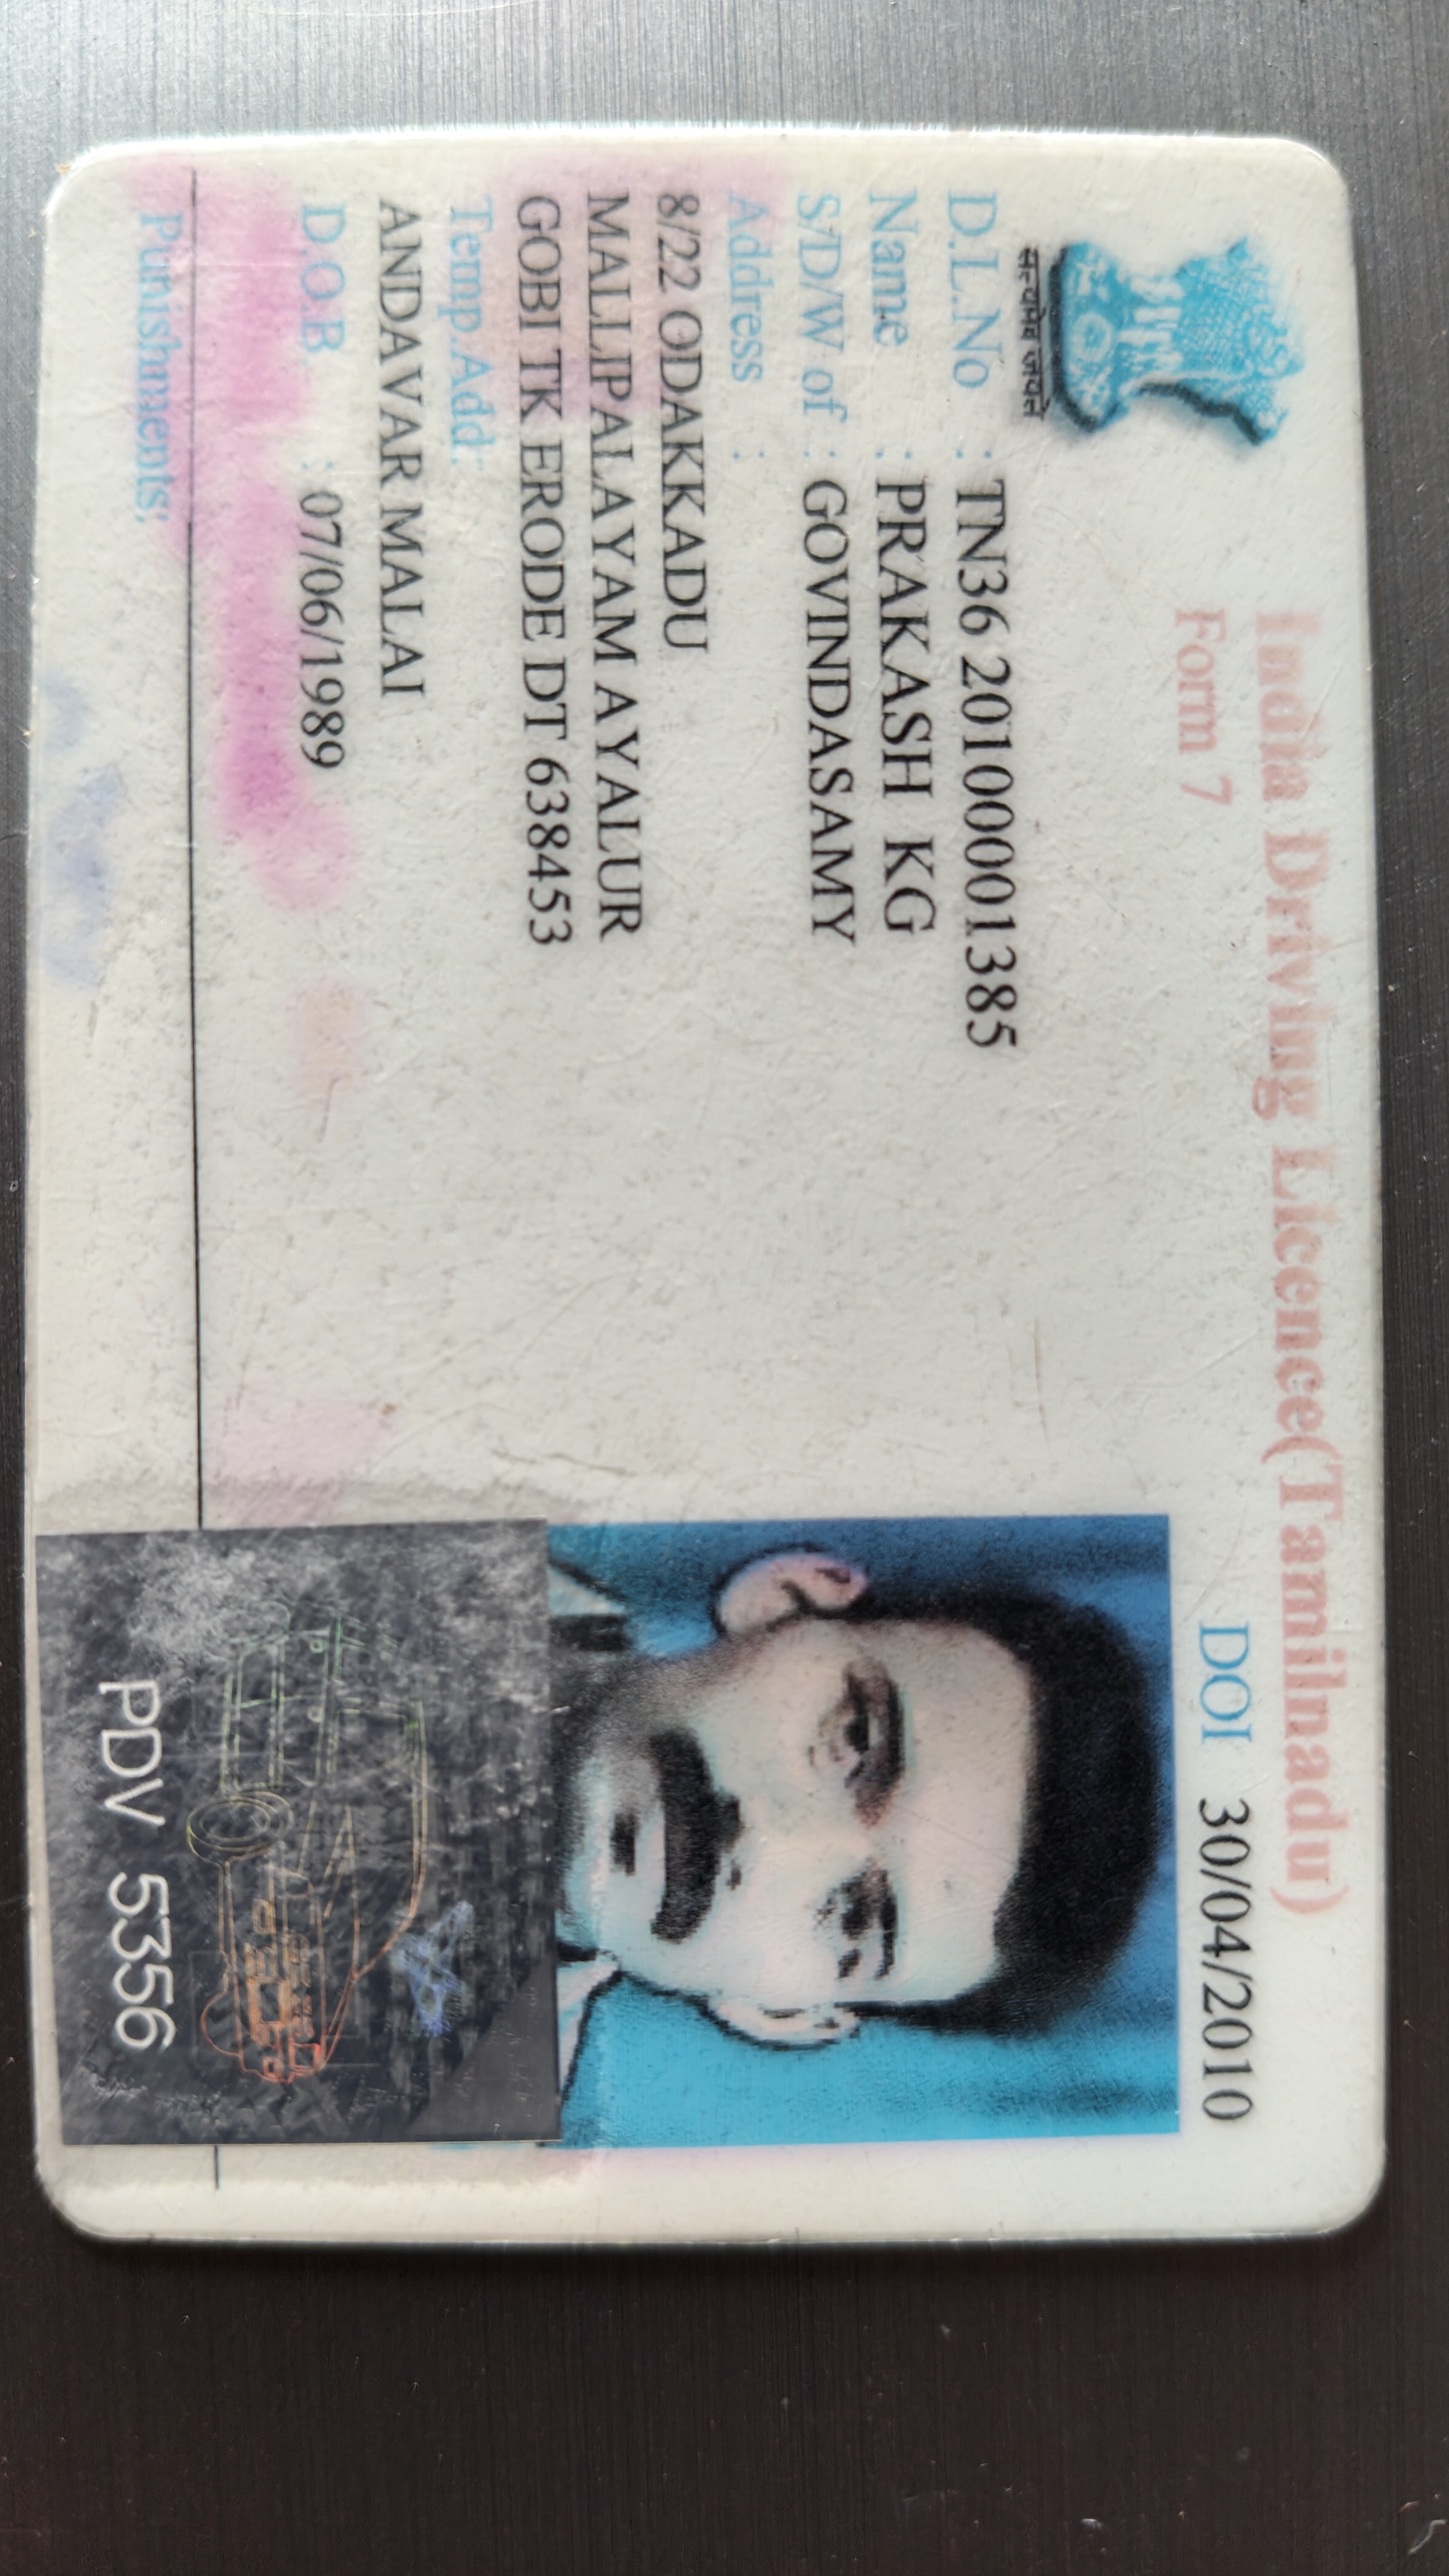 India Driving Licence(Tamilnadu)
Form 7
DOI 30/04/2010
सत्यमेव जयते
D.L.No : TN36 20100001385
Name : PRAKASH KG
S/D/W of : GOVINDASAMY
Address :
8/22 ODAKKADU
MALLIPALAYAM AYALUR
GOBI TK ERODE DT 638453
Temp.Add:
ANDAVAR MALAI
D.O.B : 07/06/1989
Punishments:
PDV 5356